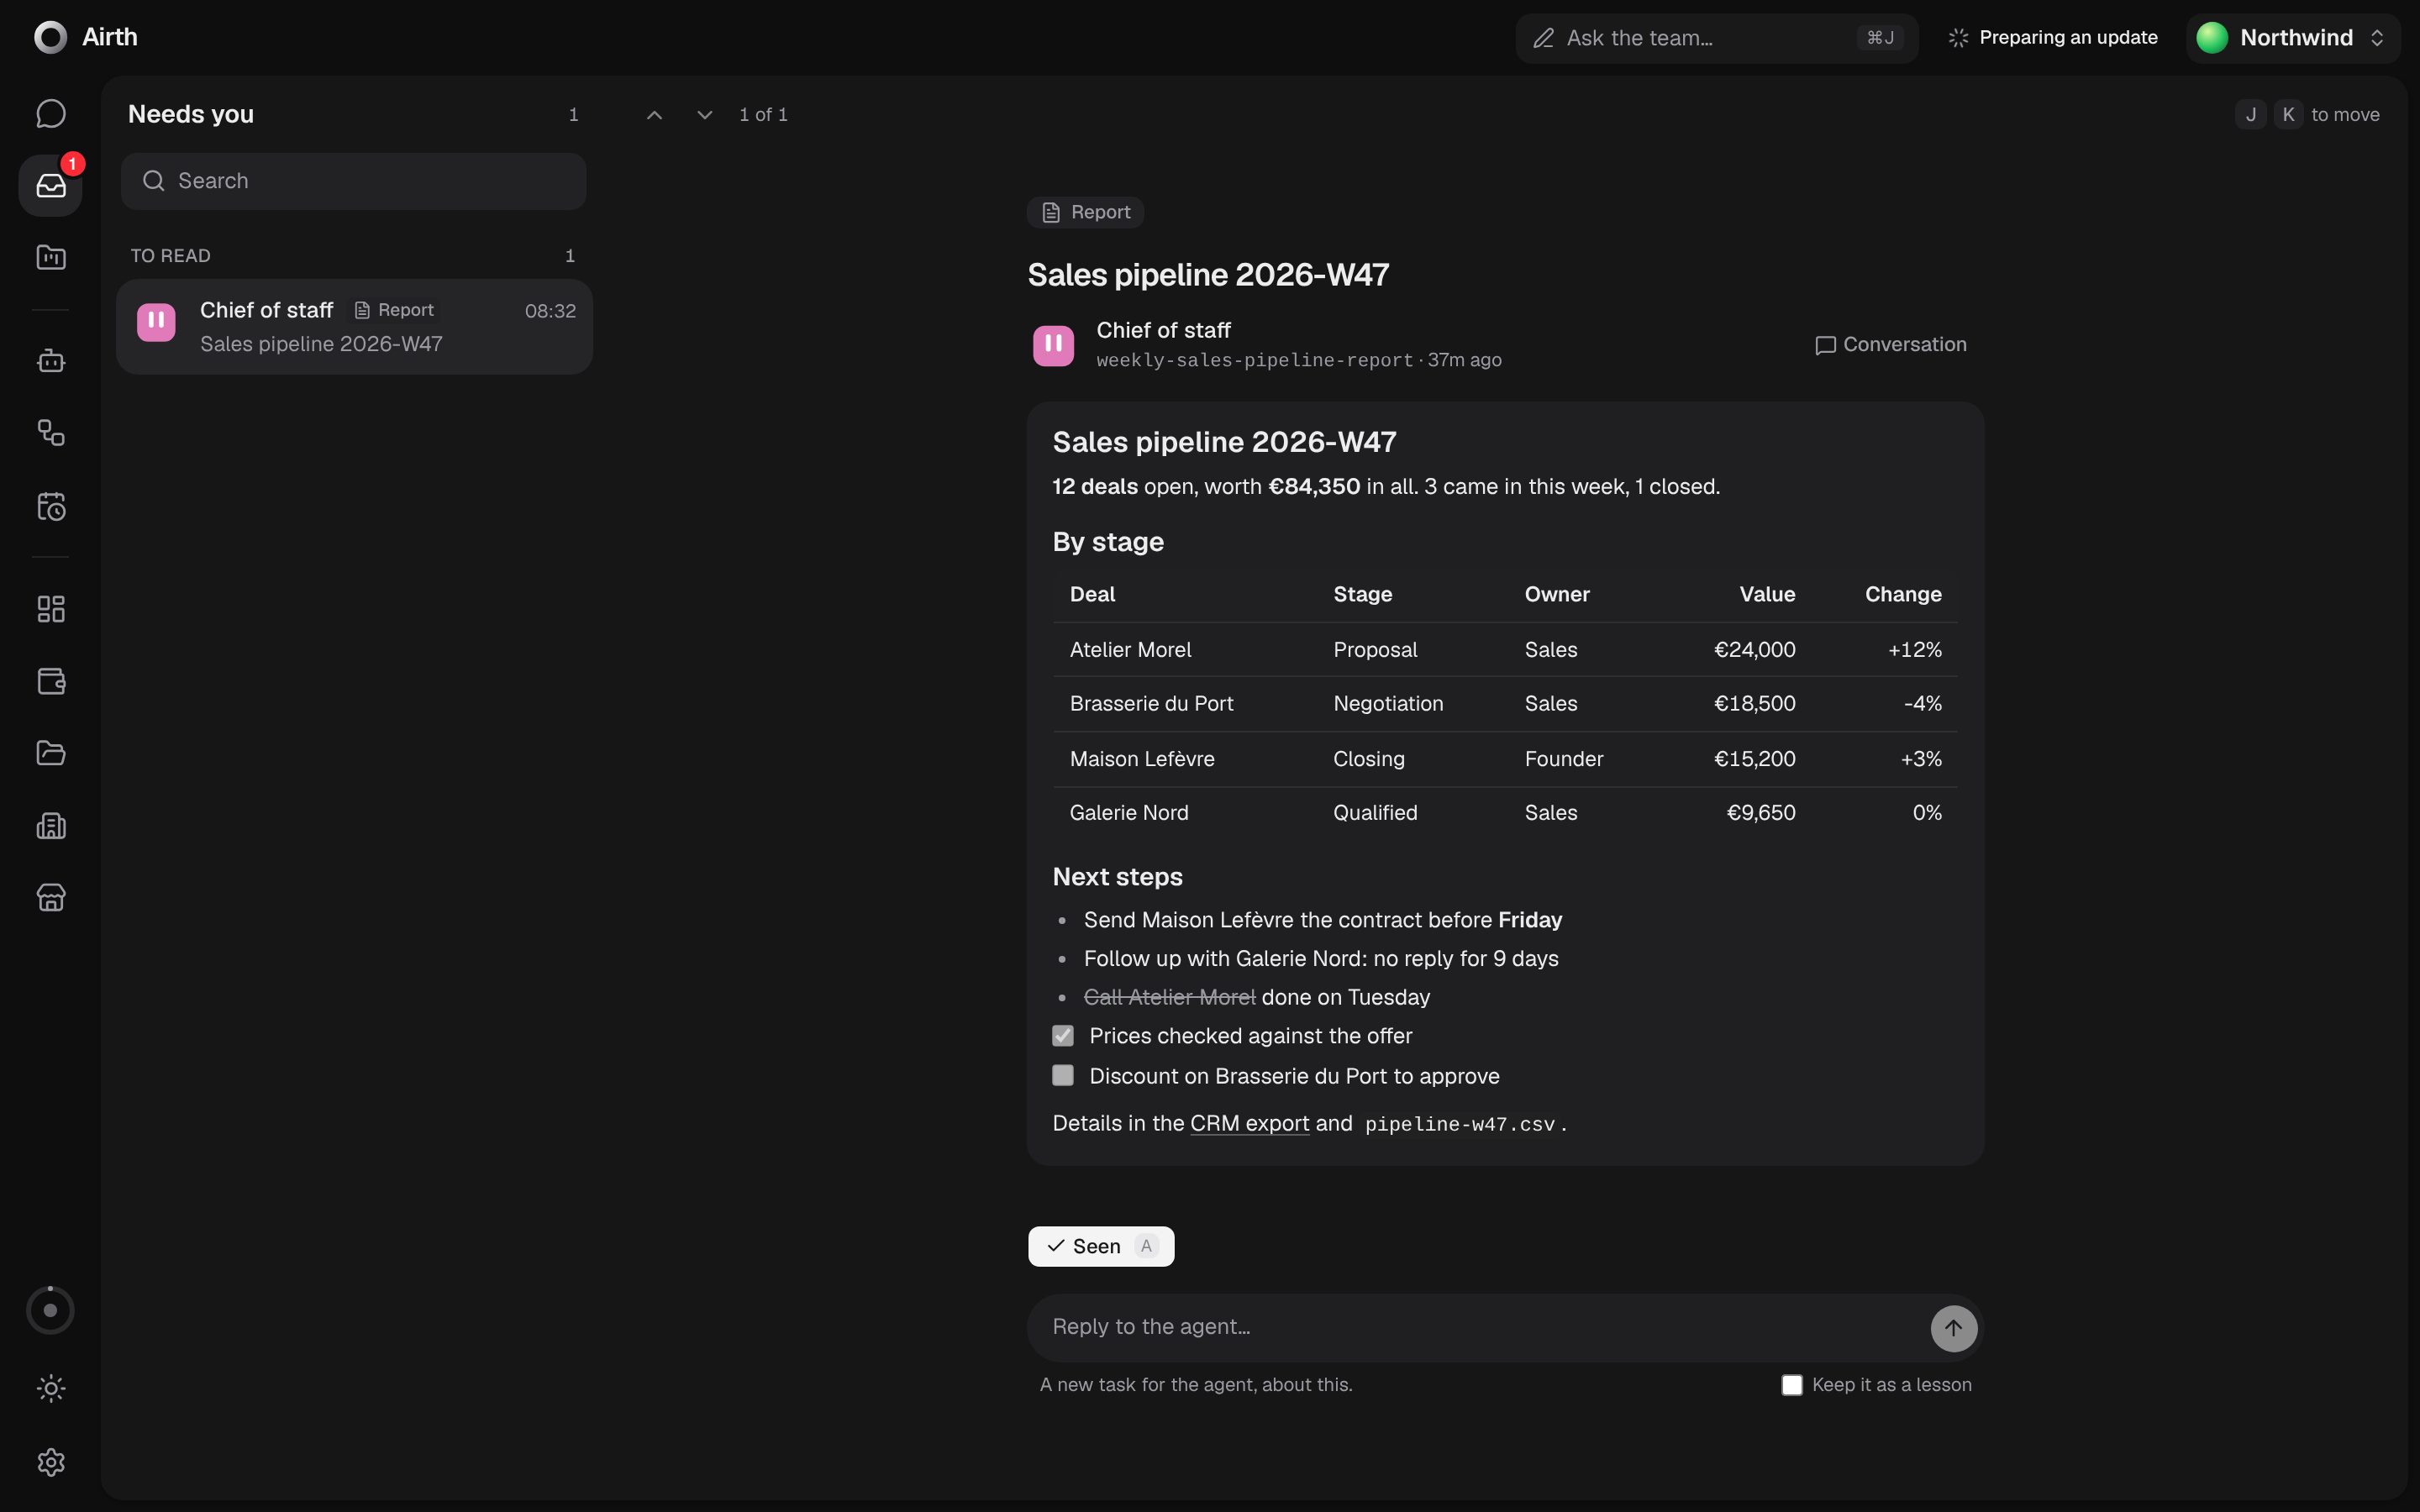 Airth
Ask the team… ⌘J
Preparing an update
Northwind
1
Needs you 1
Search
TO READ 1
Chief of staff Report 08:32
Sales pipeline 2026-W47
1 of 1
J K to move
Report
Sales pipeline 2026-W47
Chief of staff
weekly-sales-pipeline-report · 37m ago
Conversation
Sales pipeline 2026-W47
12 deals open, worth €84,350 in all. 3 came in this week, 1 closed.
By stage
Deal Stage Owner Value Change
Atelier Morel Proposal Sales €24,000 +12%
Brasserie du Port Negotiation Sales €18,500 -4%
Maison Lefèvre Closing Founder €15,200 +3%
Galerie Nord Qualified Sales €9,650 0%
Next steps
• Send Maison Lefèvre the contract before Friday
• Follow up with Galerie Nord: no reply for 9 days
• Call Atelier Morel done on Tuesday
Prices checked against the offer
Discount on Brasserie du Port to approve
Details in the CRM export and pipeline-w47.csv.
Seen A
Reply to the agent…
A new task for the agent, about this.
Keep it as a lesson